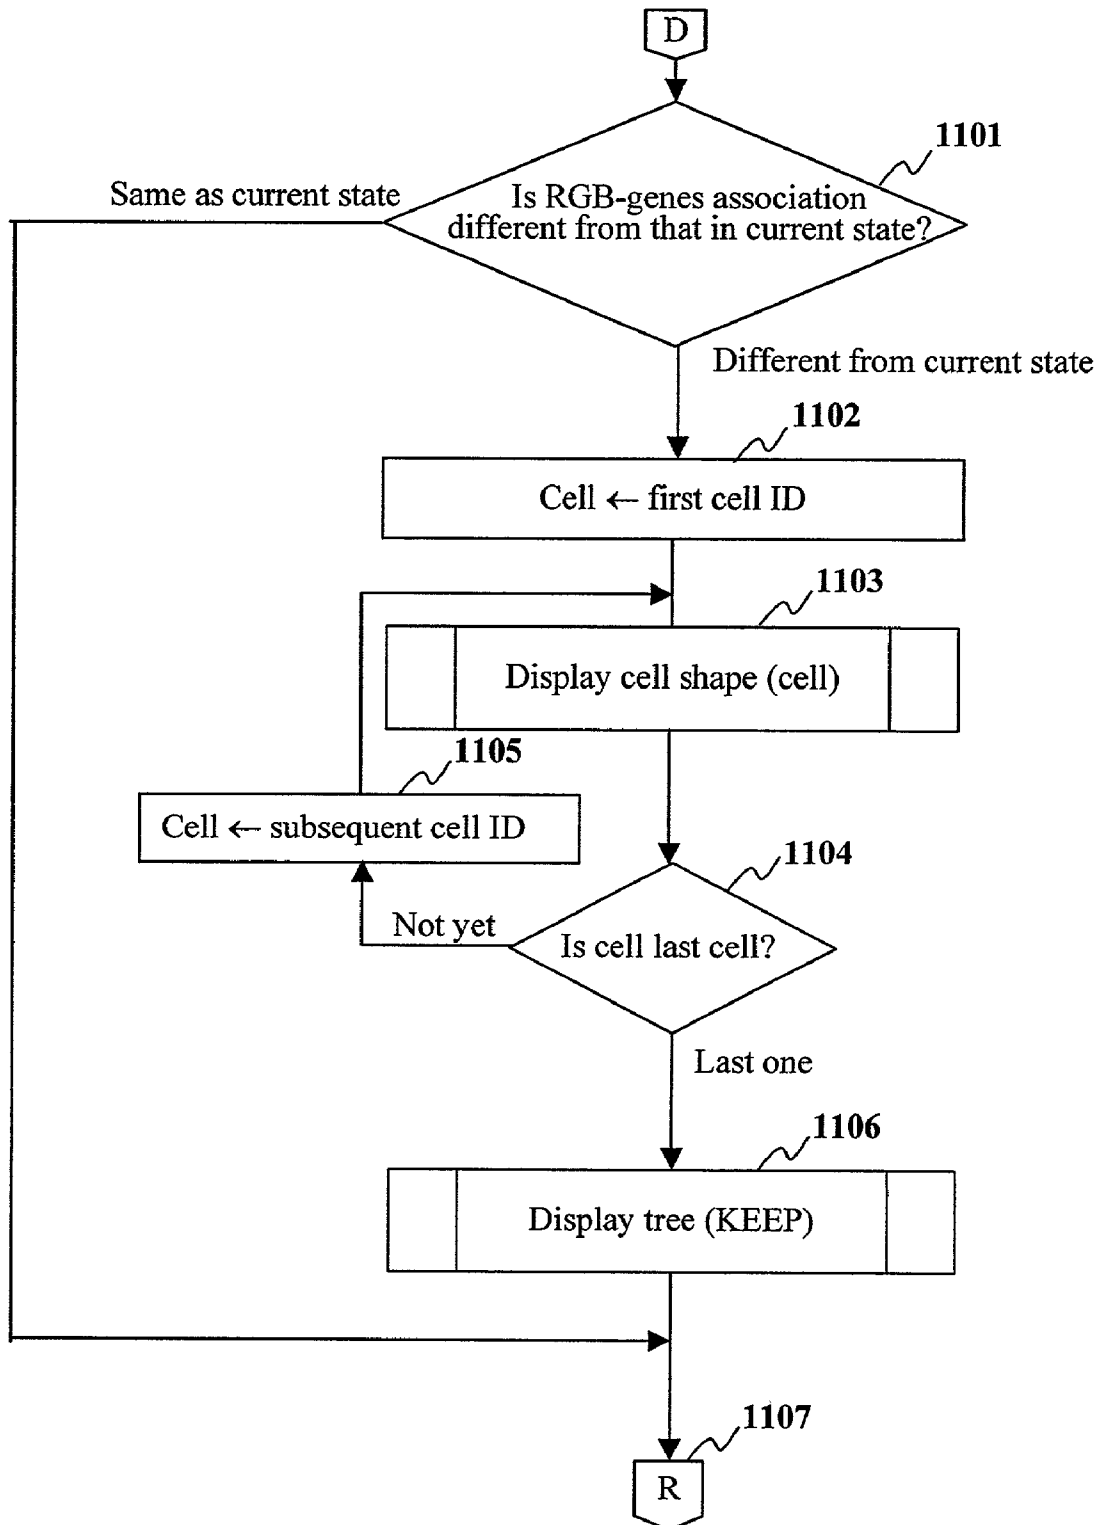 D
1101
Same as current state
Is RGB-genes association
different from that in current state?
Different from current state
1102
Cell ← first cell ID
1103
Display cell shape (cell)
1105
Cell ← subsequent cell ID
1104
Not yet
Is cell last cell?
Last one
1106
Display tree (KEEP)
1107
R